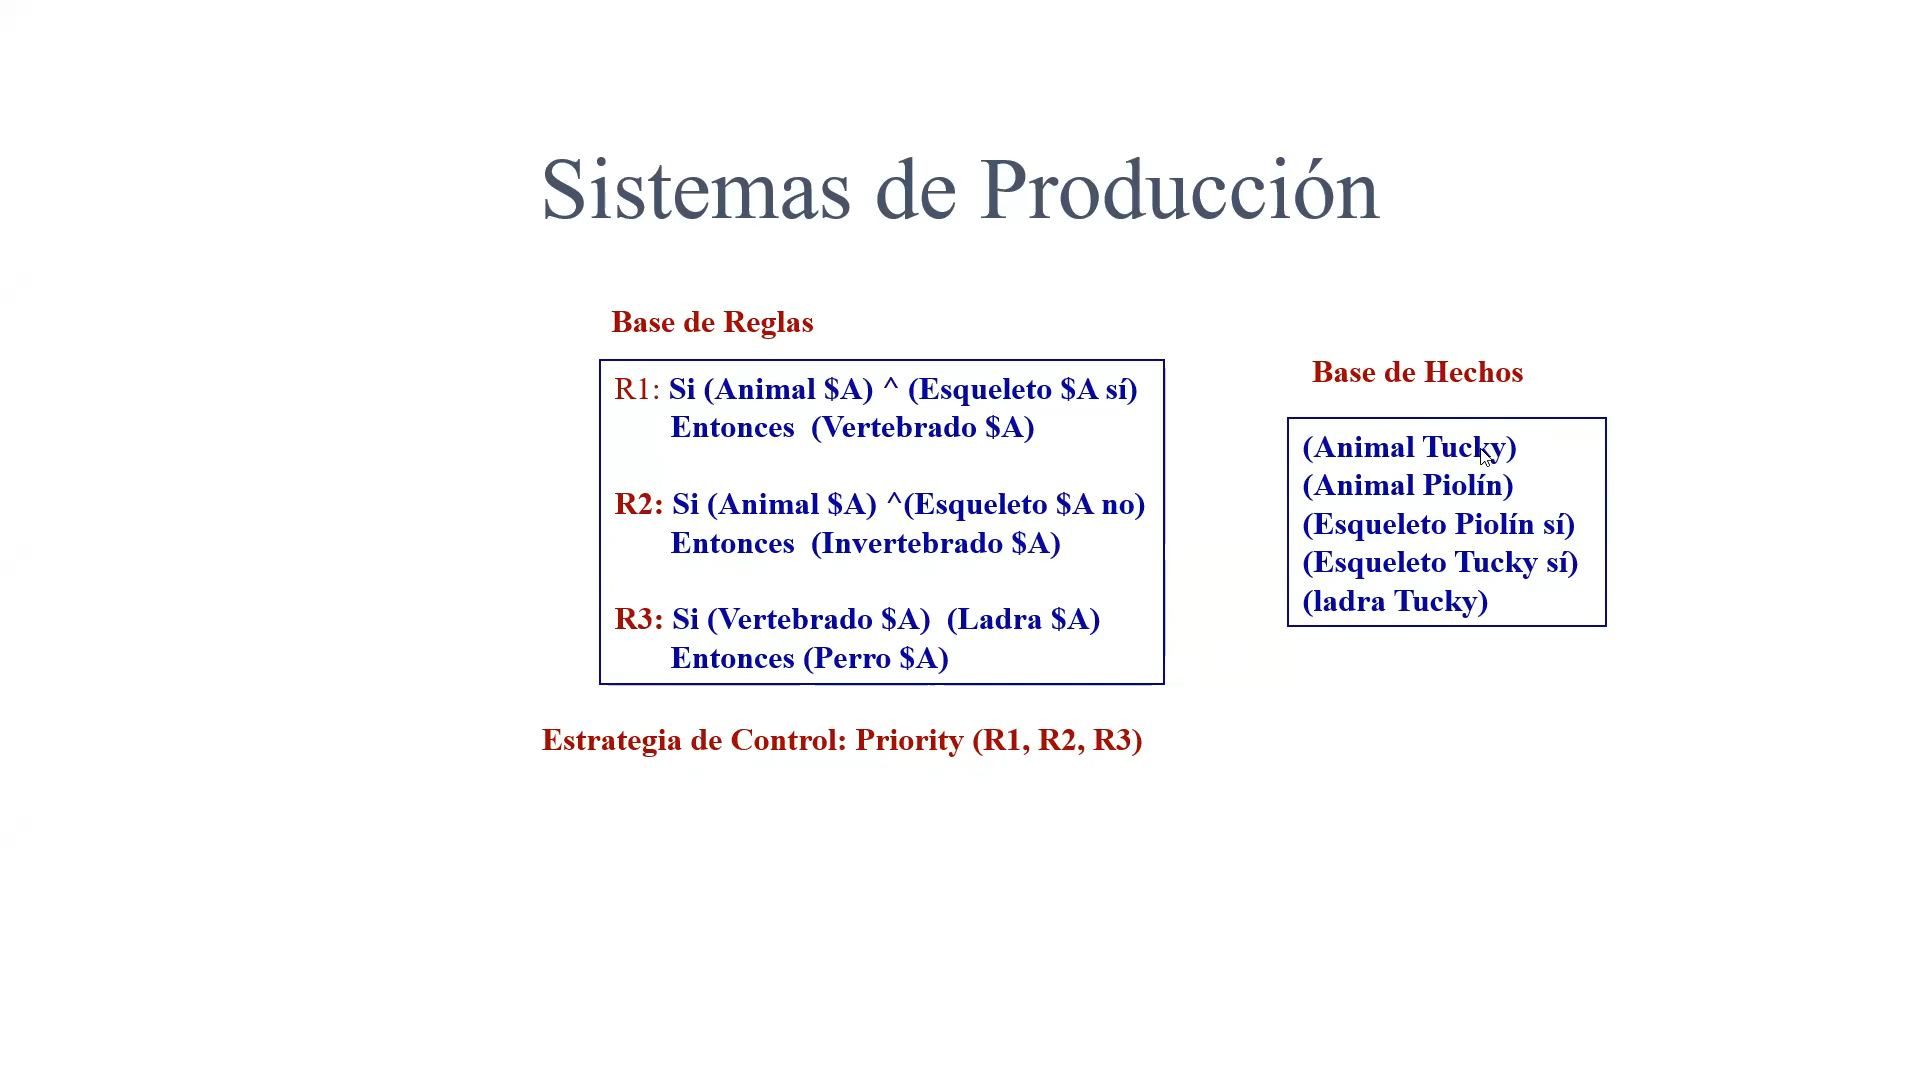 Sistemas de Producción
Base de Reglas
R1: Si (Animal $A) ^ (Esqueleto $A sí)
Entonces (Vertebrado $A)
R2: Si (Animal $A) ^(Esqueleto $A no)
Entonces (Invertebrado $A)
R3: Si (Vertebrado $A) (Ladra $A)
Entonces (Perro $A)
Estrategia de Control: Priority (R1, R2, R3)
Base de Hechos
(Animal Tucky)
(Animal Piolín)
(Esqueleto Piolín sí)
(Esqueleto Tucky sí)
(ladra Tucky)